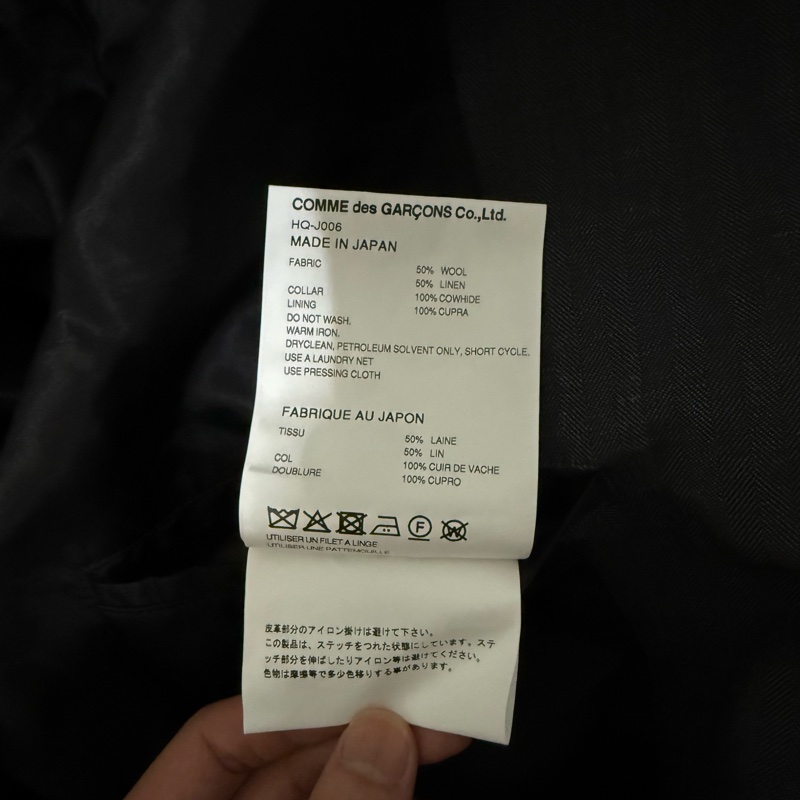 COMME des GARÇONS Co.,Ltd.
HQ-J006
MADE IN JAPAN
FABRIC 50% WOOL
50% LINEN
COLLAR 100% COWHIDE
LINING 100% CUPRA
DO NOT WASH.
WARM IRON.
DRYCLEAN, PETROLEUM SOLVENT ONLY, SHORT CYCLE.
USE A LAUNDRY NET
USE PRESSING CLOTH
FABRIQUE AU JAPON
TISSU 50% LAINE
50% LIN
COL 100% CUIR DE VACHE
DOUBLURE 100% CUPRO
F W
UTILISER UN FILET A LINGE
UTILISER UNE PATTEMOUILLE
皮革部分のアイロン掛けは避けて下さい。
この製品は、ステッチをつれた状態にしています。ステ
ッチ部分を伸ばしたりアイロン等は避けてください。
色物は摩擦等で多少色移りする事があります。